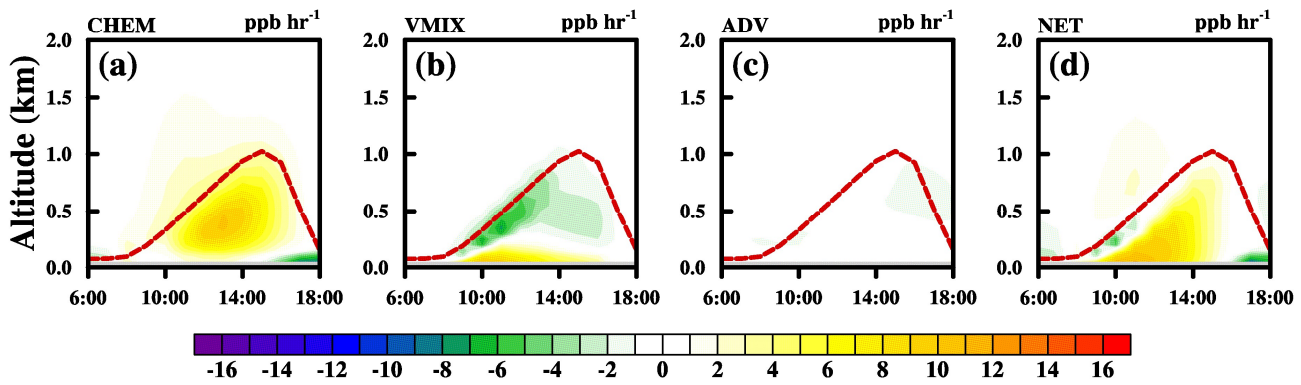 CHEM ppb hr-1 VMIX ppb hr-1 ADV ppb hr-1 NET ppb hr-1
2.0 2.0 2.0 2.0
(a) (b) (c) (d)
1.5 1.5 1.5 1.5
1.0 1.0 1.0 1.0
0.5 0.5 0.5 0.5
0.0 0.0 0.0 0.0
Altitude (km)
6:00 10:00 14:00 18:00 6:00 10:00 14:00 18:00 6:00 10:00 14:00 18:00 6:00 10:00 14:00 18:00
-16 -14 -12 -10 -8 -6 -4 -2 0 2 4 6 8 10 12 14 16